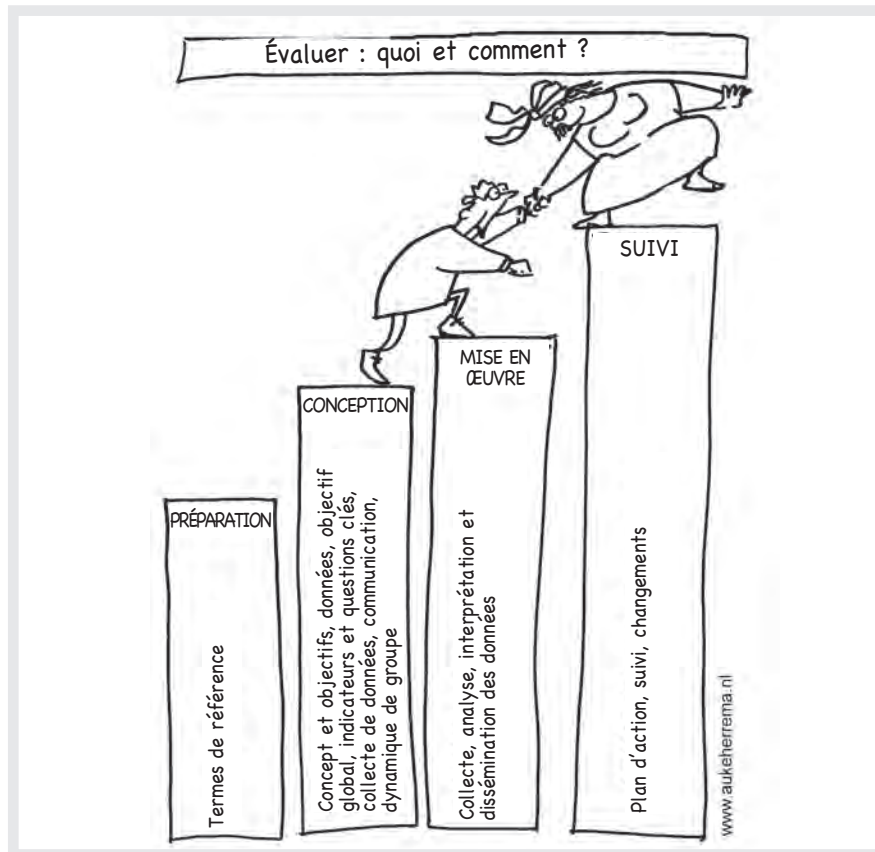 Évaluer : quoi et comment ?
PRÉPARATION
Termes de référence
CONCEPTION
Concept et objectifs, données, objectif
global, indicateurs et questions clés,
collecte de données, communication,
dynamique de groupe
MISE EN
ŒUVRE
Collecte, analyse, interprétation et
dissémination des données
SUIVI
Plan d'action, suivi, changements
www.aukeherrema.nl